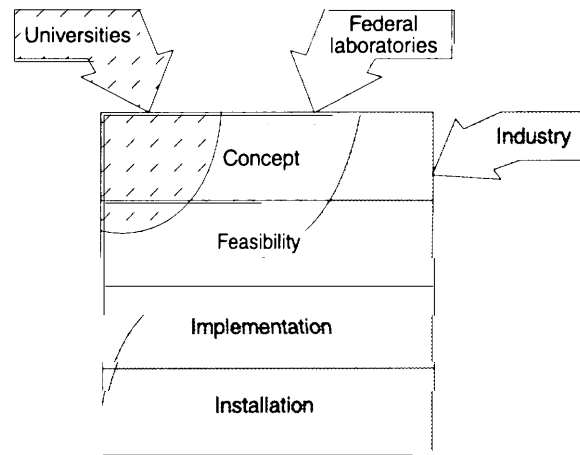 Universities
Federal
laboratories
Industry
Concept
Feasibility
Implementation
Installation